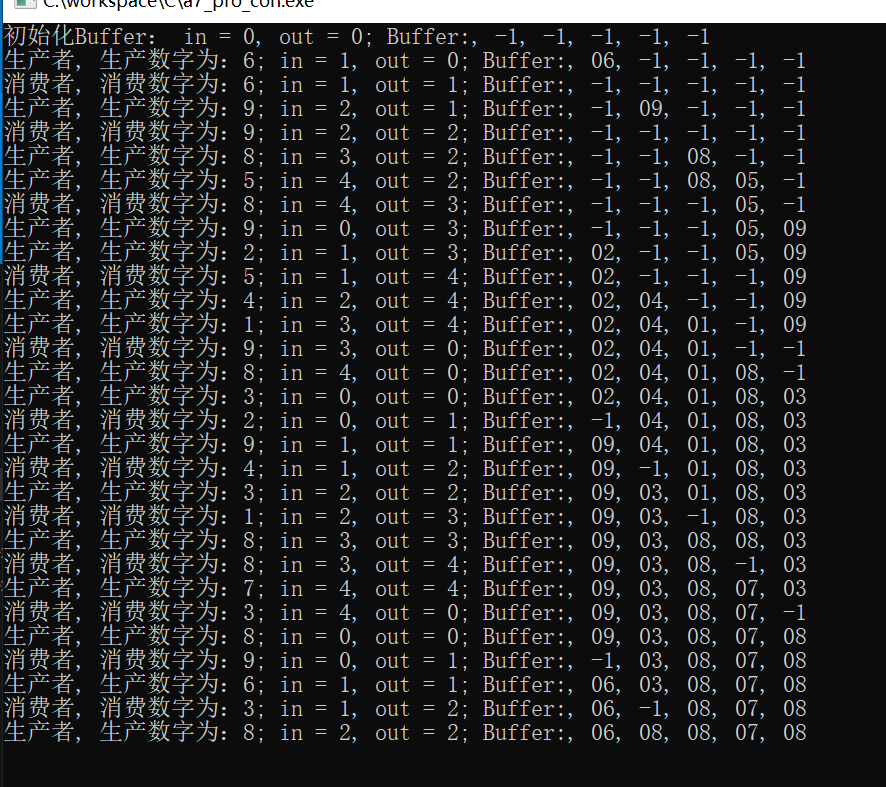 C:\workspace\C\a7_pro_con.exe
初始化Buffer: in = 0, out = 0; Buffer:, -1, -1, -1, -1, -1
生产者, 生产数字为: 6; in = 1, out = 0; Buffer:, 06, -1, -1, -1, -1
消费者, 消费数字为: 6; in = 1, out = 1; Buffer:, -1, -1, -1, -1, -1
生产者, 生产数字为: 9; in = 2, out = 1; Buffer:, -1, 09, -1, -1, -1
消费者, 消费数字为: 9; in = 2, out = 2; Buffer:, -1, -1, -1, -1, -1
生产者, 生产数字为: 8; in = 3, out = 2; Buffer:, -1, -1, 08, -1, -1
生产者, 生产数字为: 5; in = 4, out = 2; Buffer:, -1, -1, 08, 05, -1
消费者, 消费数字为: 8; in = 4, out = 3; Buffer:, -1, -1, -1, 05, -1
生产者, 生产数字为: 9; in = 0, out = 3; Buffer:, -1, -1, -1, 05, 09
生产者, 生产数字为: 2; in = 1, out = 3; Buffer:, 02, -1, -1, 05, 09
消费者, 消费数字为: 5; in = 1, out = 4; Buffer:, 02, -1, -1, -1, 09
生产者, 生产数字为: 4; in = 2, out = 4; Buffer:, 02, 04, -1, -1, 09
生产者, 生产数字为: 1; in = 3, out = 4; Buffer:, 02, 04, 01, -1, 09
消费者, 消费数字为: 9; in = 3, out = 0; Buffer:, 02, 04, 01, -1, -1
生产者, 生产数字为: 8; in = 4, out = 0; Buffer:, 02, 04, 01, 08, -1
生产者, 生产数字为: 3; in = 0, out = 0; Buffer:, 02, 04, 01, 08, 03
消费者, 消费数字为: 2; in = 0, out = 1; Buffer:, -1, 04, 01, 08, 03
生产者, 生产数字为: 9; in = 1, out = 1; Buffer:, 09, 04, 01, 08, 03
消费者, 消费数字为: 4; in = 1, out = 2; Buffer:, 09, -1, 01, 08, 03
生产者, 生产数字为: 3; in = 2, out = 2; Buffer:, 09, 03, 01, 08, 03
消费者, 消费数字为: 1; in = 2, out = 3; Buffer:, 09, 03, -1, 08, 03
生产者, 生产数字为: 8; in = 3, out = 3; Buffer:, 09, 03, 08, 08, 03
消费者, 消费数字为: 8; in = 3, out = 4; Buffer:, 09, 03, 08, -1, 03
生产者, 生产数字为: 7; in = 4, out = 4; Buffer:, 09, 03, 08, 07, 03
消费者, 消费数字为: 3; in = 4, out = 0; Buffer:, 09, 03, 08, 07, -1
生产者, 生产数字为: 8; in = 0, out = 0; Buffer:, 09, 03, 08, 07, 08
消费者, 消费数字为: 9; in = 0, out = 1; Buffer:, -1, 03, 08, 07, 08
生产者, 生产数字为: 6; in = 1, out = 1; Buffer:, 06, 03, 08, 07, 08
消费者, 消费数字为: 3; in = 1, out = 2; Buffer:, 06, -1, 08, 07, 08
生产者, 生产数字为: 8; in = 2, out = 2; Buffer:, 06, 08, 08, 07, 08